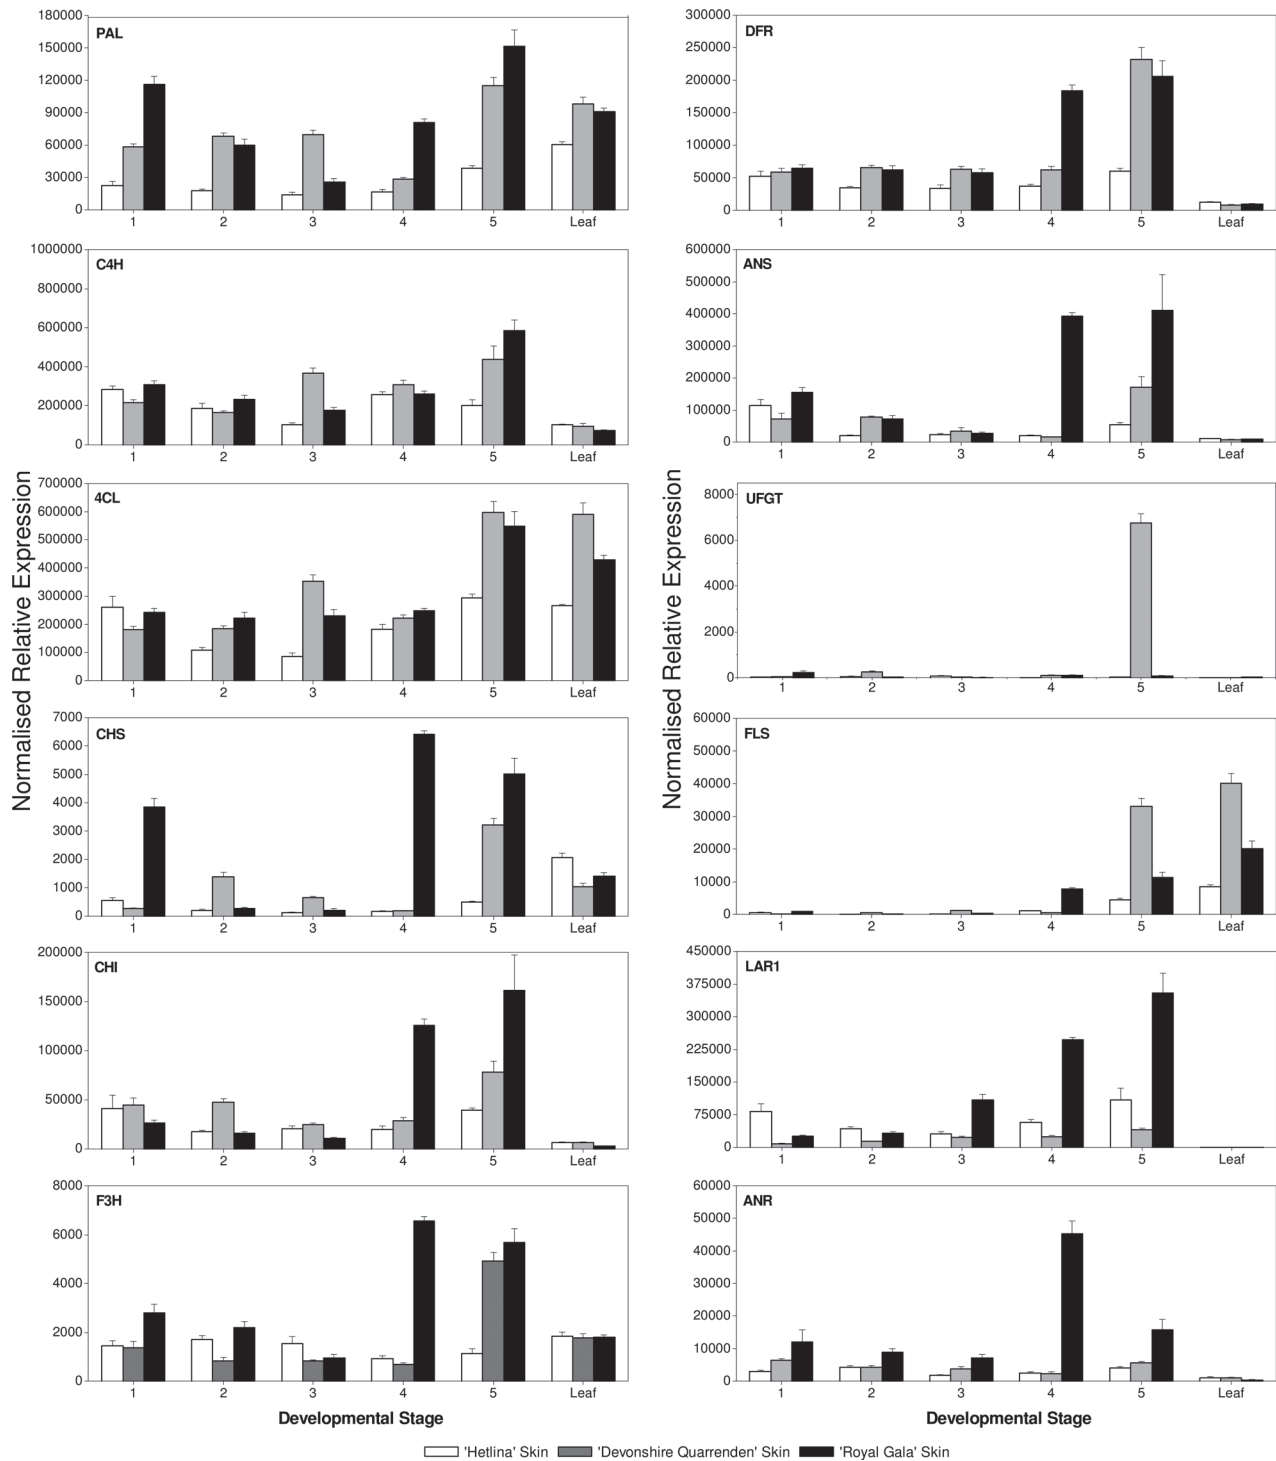 PAL
180000
150000
120000
90000
60000
30000
0
1 2 3 4 5 Leaf
C4H
1000000
800000
600000
400000
200000
0
1 2 3 4 5 Leaf
4CL
700000
600000
500000
400000
300000
200000
100000
0
1 2 3 4 5 Leaf
CHS
7000
6000
5000
4000
3000
2000
1000
0
1 2 3 4 5 Leaf
CHI
200000
150000
100000
50000
0
1 2 3 4 5 Leaf
F3H
8000
6000
4000
2000
0
1 2 3 4 5 Leaf
Normalised Relative Expression
Developmental Stage
DFR
300000
250000
200000
150000
100000
50000
0
1 2 3 4 5 Leaf
ANS
600000
500000
400000
300000
200000
100000
0
1 2 3 4 5 Leaf
UFGT
8000
6000
4000
2000
0
1 2 3 4 5 Leaf
FLS
60000
50000
40000
30000
20000
10000
0
1 2 3 4 5 Leaf
LAR1
450000
375000
300000
225000
150000
75000
0
1 2 3 4 5 Leaf
ANR
60000
50000
40000
30000
20000
10000
0
1 2 3 4 5 Leaf
Normalised Relative Expression
Developmental Stage
'Hetlina' Skin 'Devonshire Quarrenden' Skin 'Royal Gala' Skin